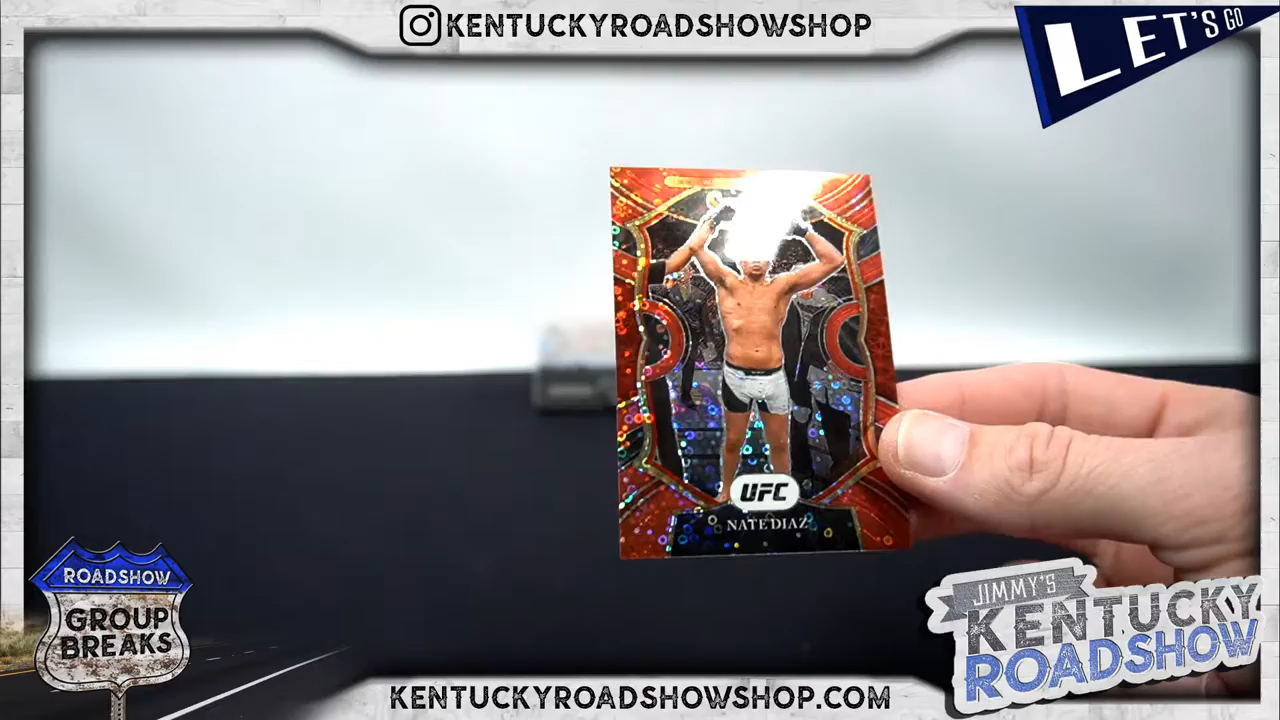 KENTUCKYROADSHOWSHOP
LET'S GO
UFC
NATE DIAZ
ROADSHOW
GROUP
BREAKS
JIMMY'S
KENTUCKY
ROADSHOW
KENTUCKYROADSHOWSHOP.COM